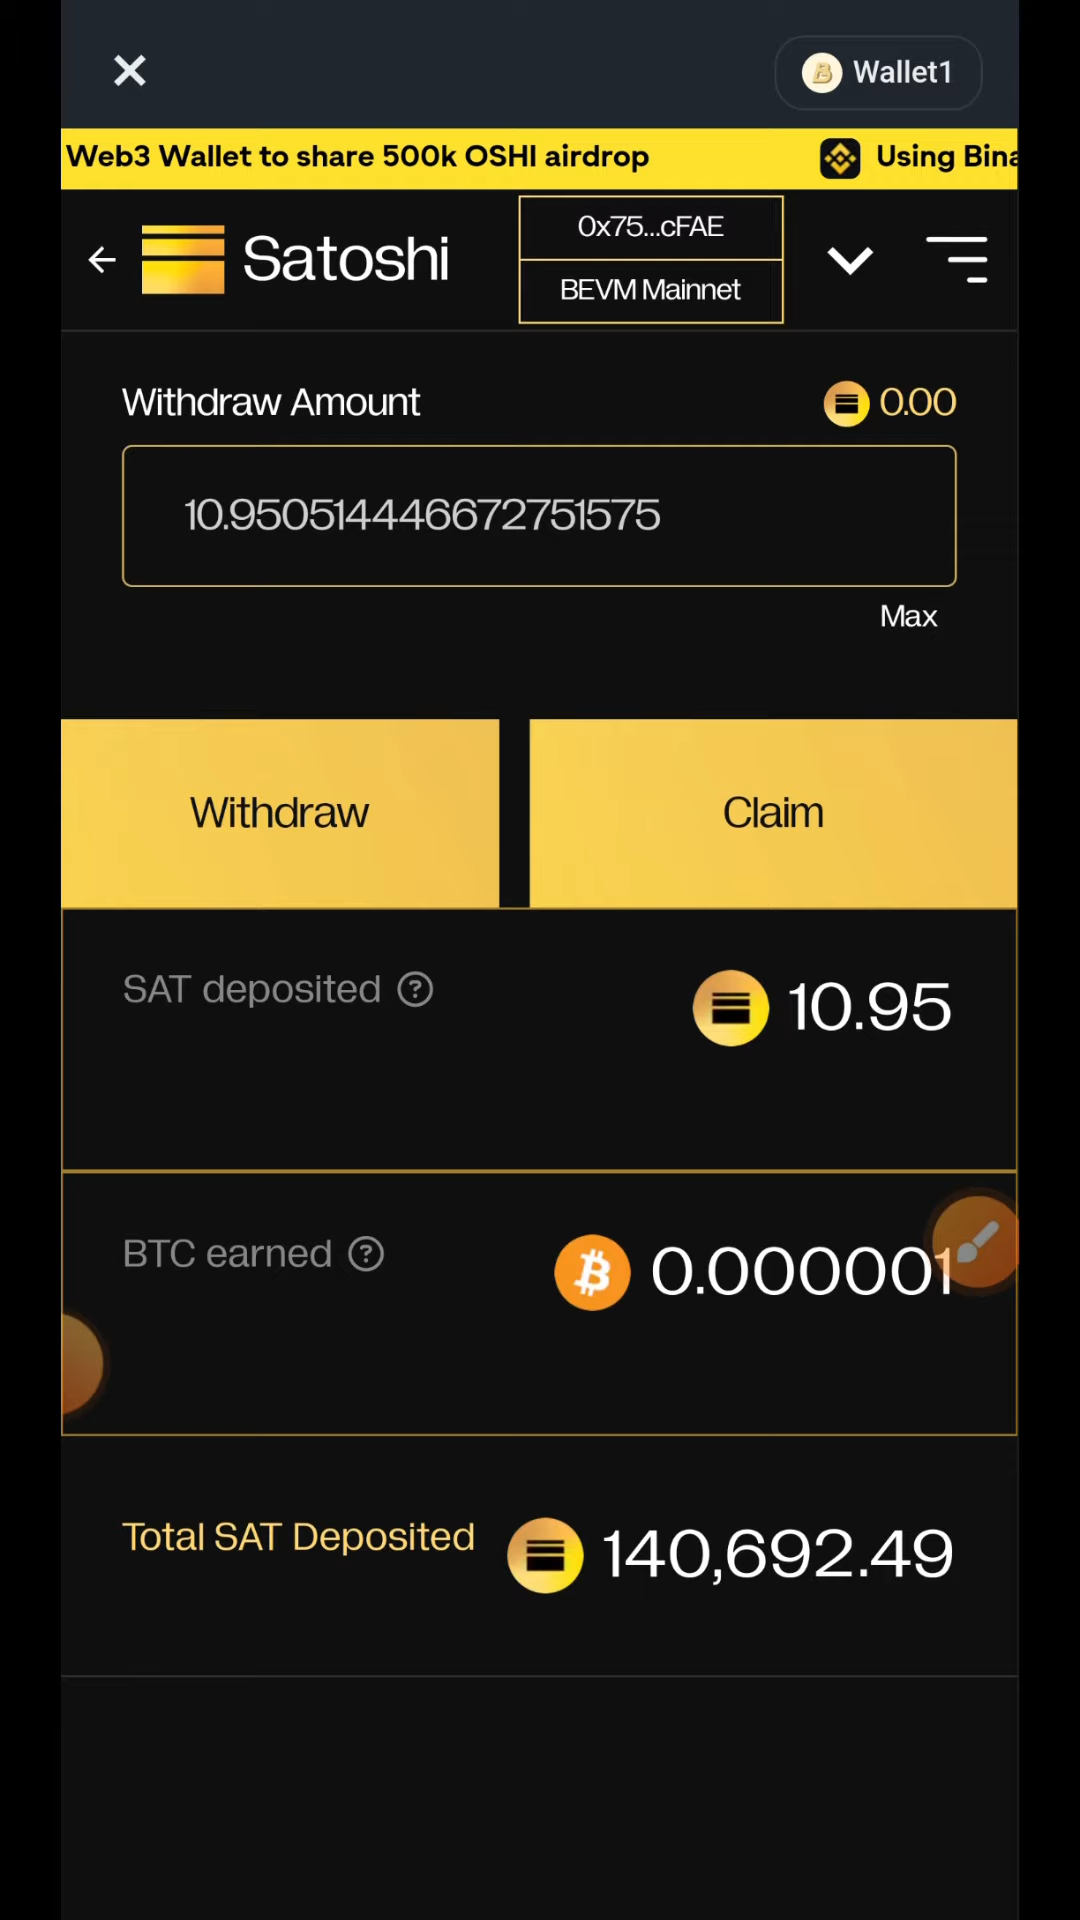 Wallet1
Web3 Wallet to share 500k OSHI airdrop Using Bina
Satoshi
0x75...cFAE
BEVM Mainnet
Withdraw Amount 0.00
10.950514446672751575
Max
Withdraw Claim
SAT deposited ? 10.95
BTC earned ? 0.000001
Total SAT Deposited 140,692.49